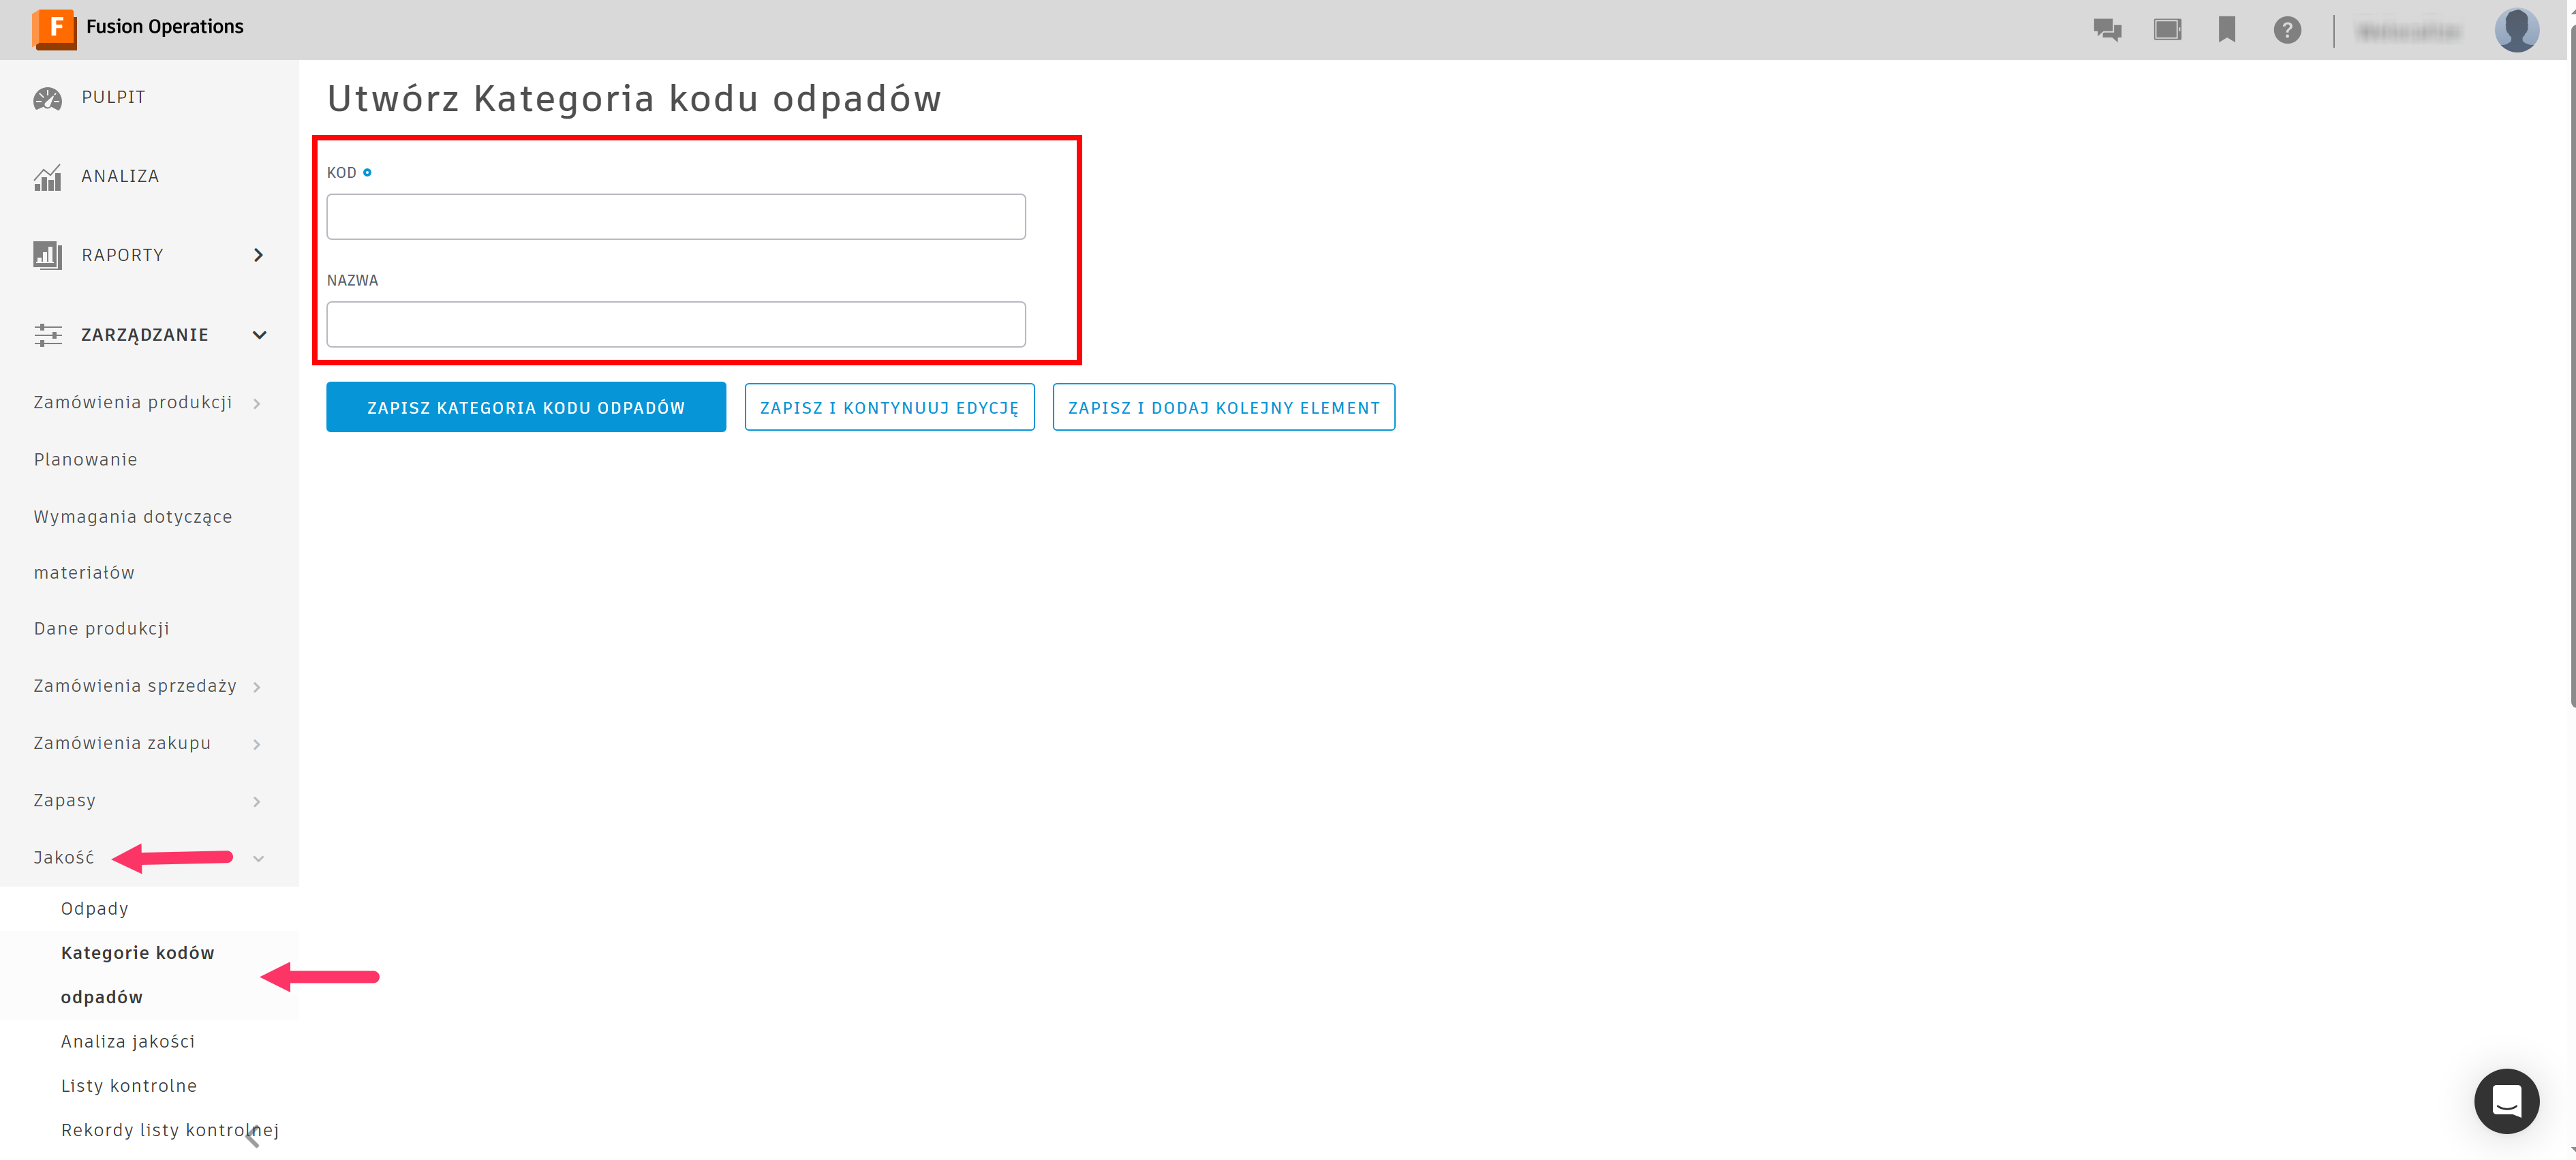 F Fusion Operations
?
PULPIT
ANALIZA
RAPORTY
ZARZĄDZANIE
Zamówienia produkcji
Planowanie
Wymagania dotyczące
materiałów
Dane produkcji
Zamówienia sprzedaży
Zamówienia zakupu
Zapasy
Jakość
Odpady
Kategorie kodów
odpadów
Analiza jakości
Listy kontrolne
Rekordy listy kontrolnej
Utwórz Kategoria kodu odpadów
KOD
NAZWA
ZAPISZ KATEGORIA KODU ODPADÓW
ZAPISZ I KONTYNUUJ EDYCJĘ
ZAPISZ I DODAJ KOLEJNY ELEMENT